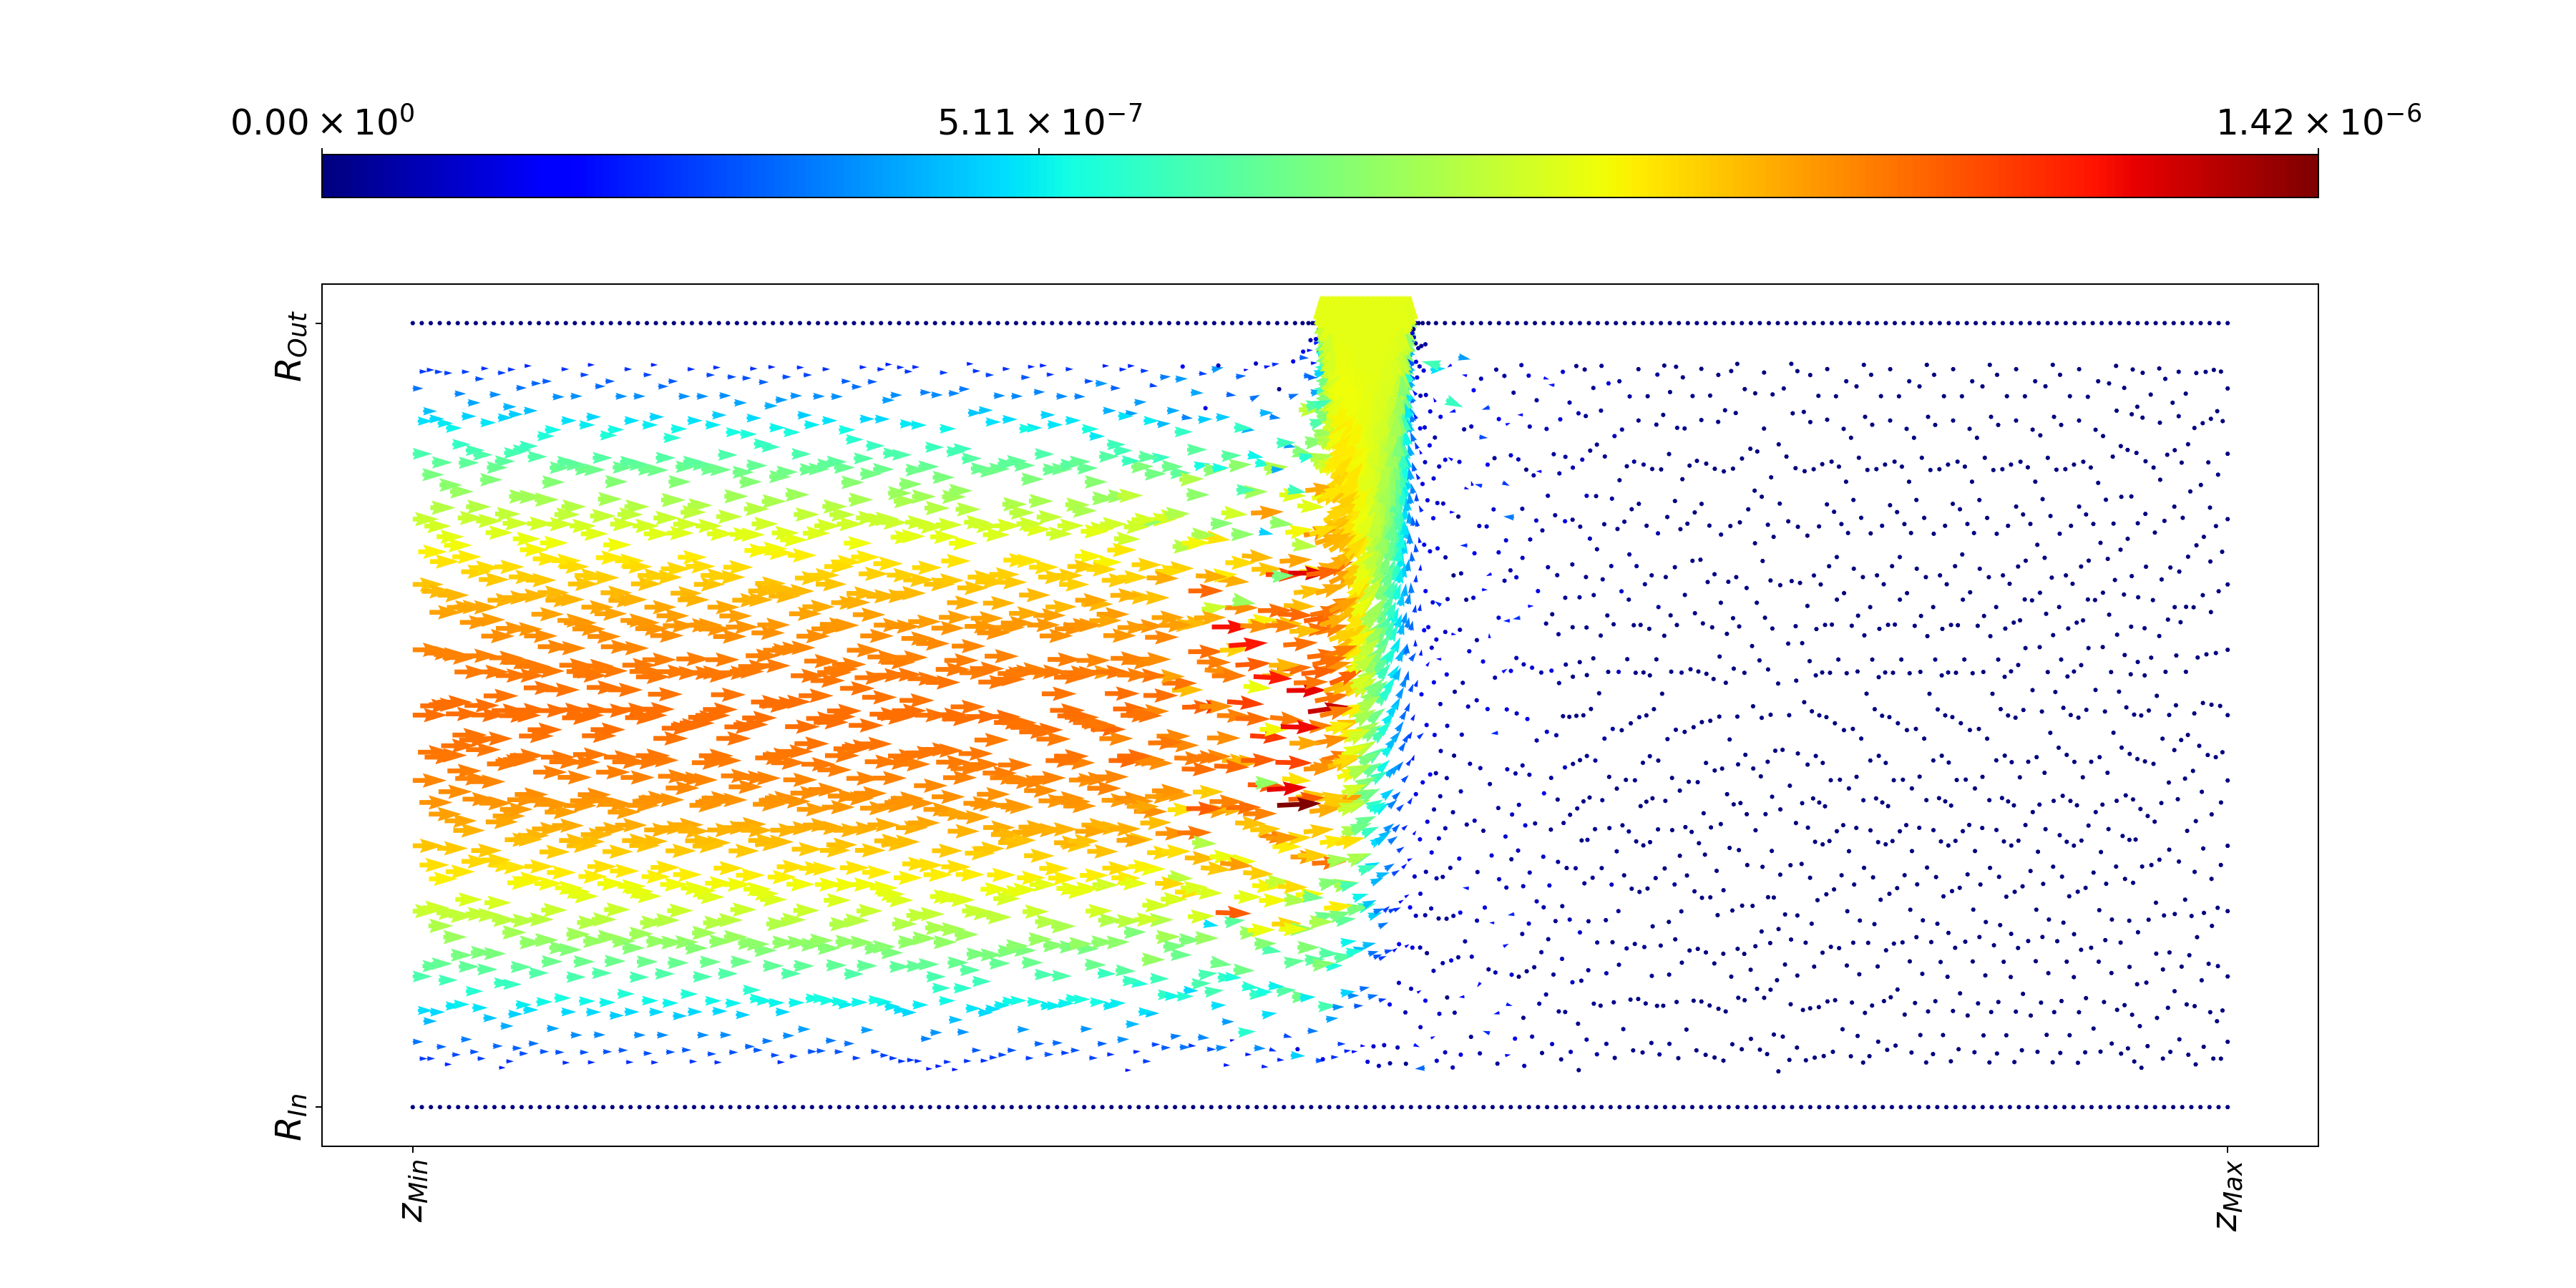 0.00 × 10⁰ 5.11 × 10⁻⁷ 1.42 × 10⁻⁶
R_Out
R_In
z_Min z_Max